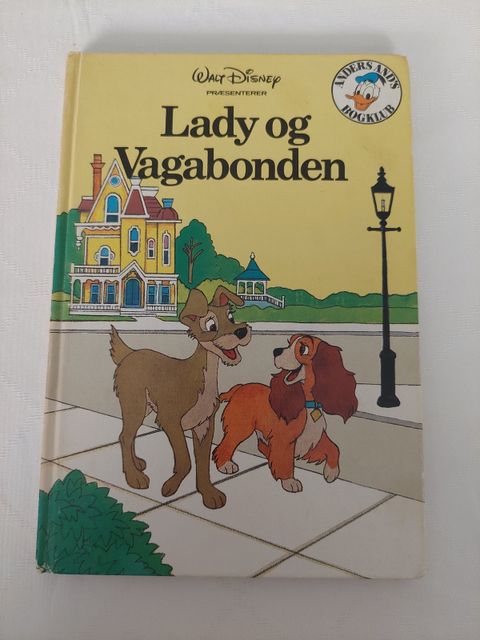 WALT DISNEY
PRÆSENTERER
ANDERS AND'S
BOGKLUB
Lady og
Vagabonden